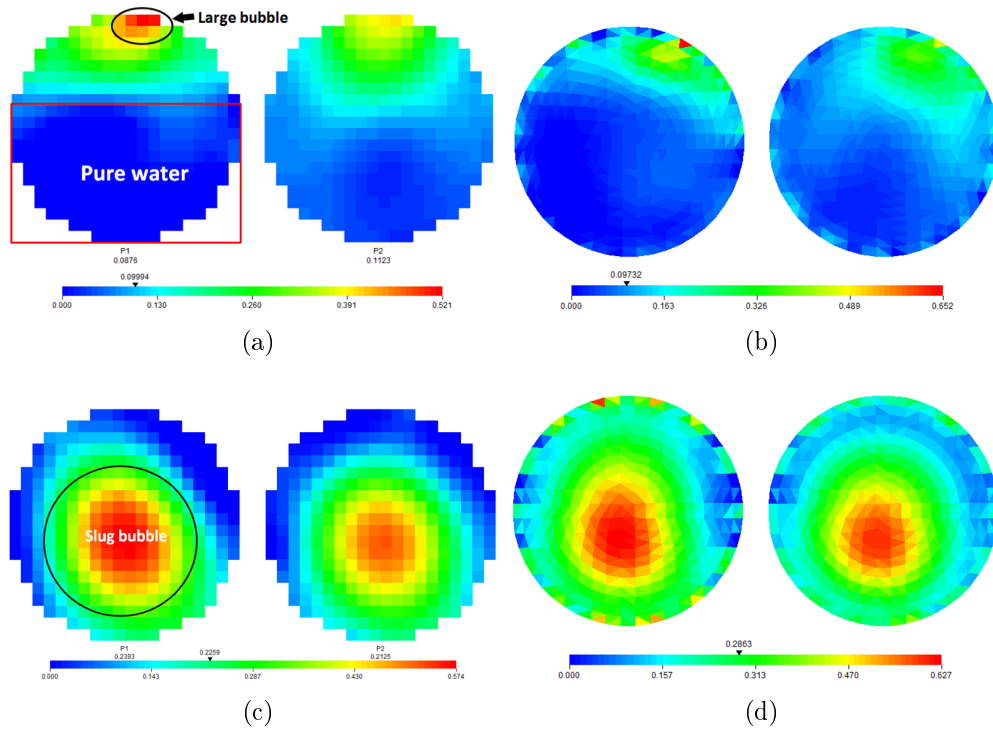 Large bubble
Pure water
P1
0.0876
P2
0.1123
0.09994
0.000 0.130 0.260 0.391 0.521
0.09732
0.000 0.163 0.326 0.489 0.652
(a)
(b)
Slug bubble
P1
0.2393
P2
0.2125
0.2259
0.000 0.143 0.287 0.430 0.574
0.2863
0.000 0.157 0.313 0.470 0.627
(c)
(d)